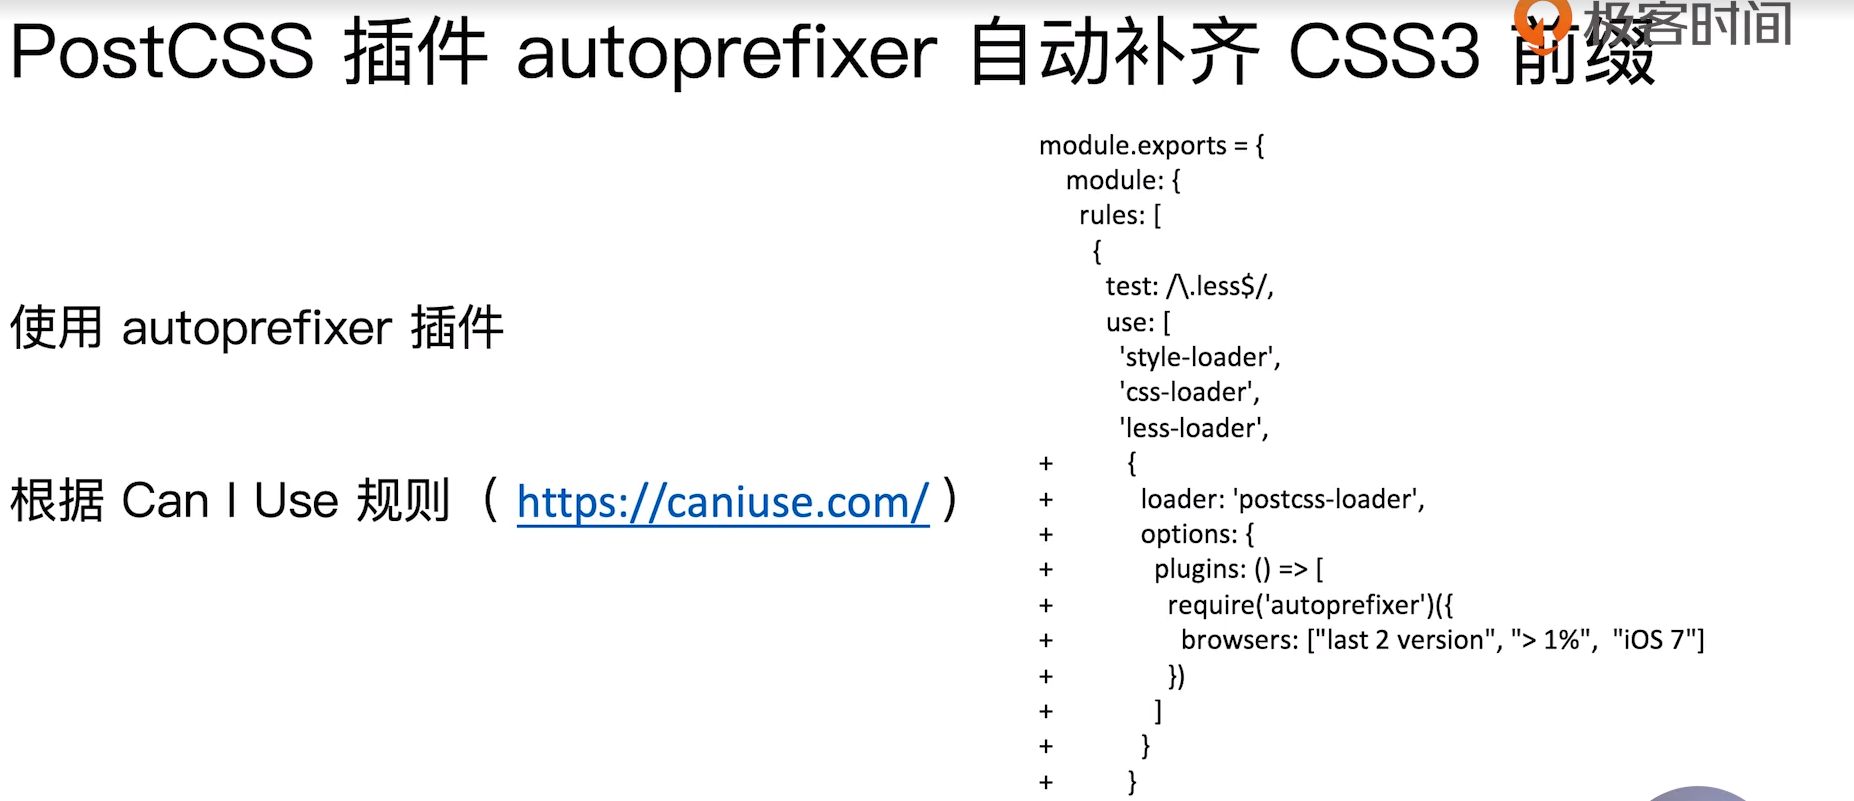 PostCSS 插件 autoprefixer 自动补齐 CSS3 前缀
极客时间
使用 autoprefixer 插件
根据 Can I Use 规则（ https://caniuse.com/ ）
module.exports = {
module: {
rules: [
{
test: /\.less$/,
use: [
'style-loader',
'css-loader',
'less-loader',
+ {
+ loader: 'postcss-loader',
+ options: {
+ plugins: () => [
+ require('autoprefixer')({
+ browsers: ["last 2 version", "> 1%", "iOS 7"]
+ })
+ ]
+ }
+ }